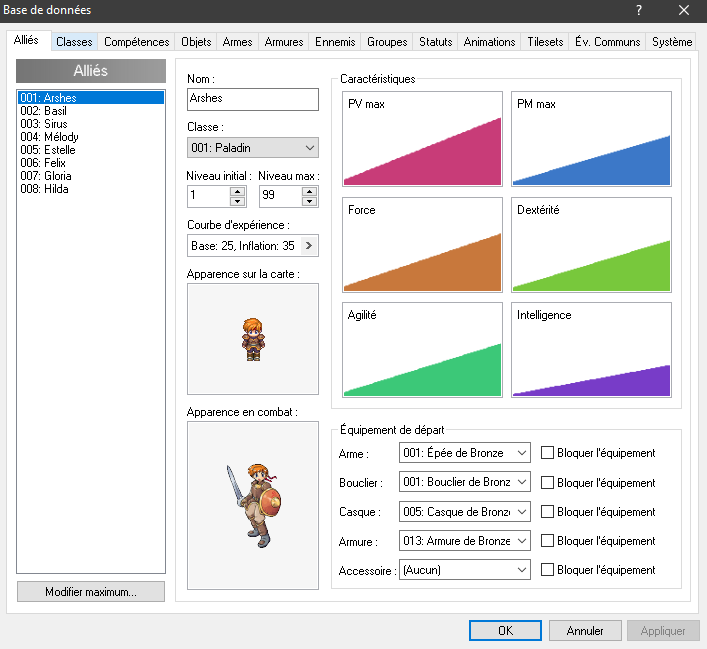 Base de données
?
Alliés Classes Compétences Objets Armes Armures Ennemis Groupes Statuts Animations Tilesets Év. Communs Système
Alliés
001: Arshes
002: Basil
003: Sirus
004: Mélody
005: Estelle
006: Felix
007: Gloria
008: Hilda
Modifier maximum...
Nom :
Arshes
Classe :
001: Paladin
Niveau initial : Niveau max :
1 99
Courbe d'expérience :
Base: 25, Inflation: 35 >
Apparence sur la carte :
Apparence en combat :
Caractéristiques
PV max PM max
Force Dextérité
Agilité Intelligence
Équipement de départ
Arme : 001: Épée de Bronze Bloquer l'équipement
Bouclier : 001: Bouclier de Bronz Bloquer l'équipement
Casque : 005: Casque de Bronz Bloquer l'équipement
Armure : 013: Armure de Bronze Bloquer l'équipement
Accessoire : (Aucun) Bloquer l'équipement
OK Annuler Appliquer